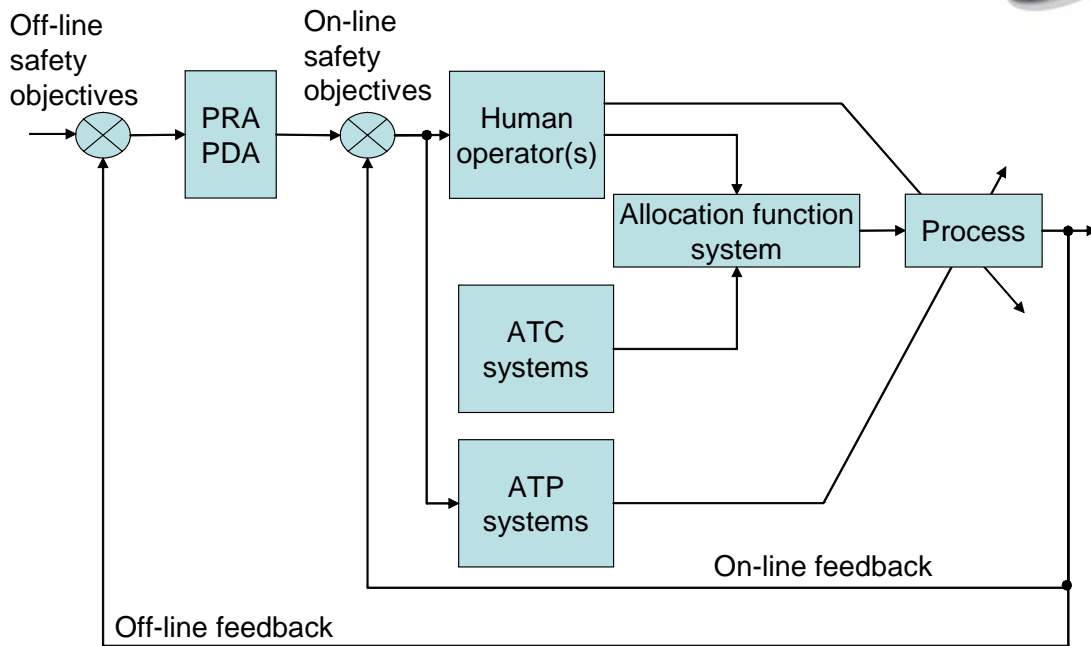 Off-line
safety
objectives
On-line
safety
objectives
PRA
PDA
Human
operator(s)
Allocation function
system
Process
ATC
systems
ATP
systems
On-line feedback
Off-line feedback